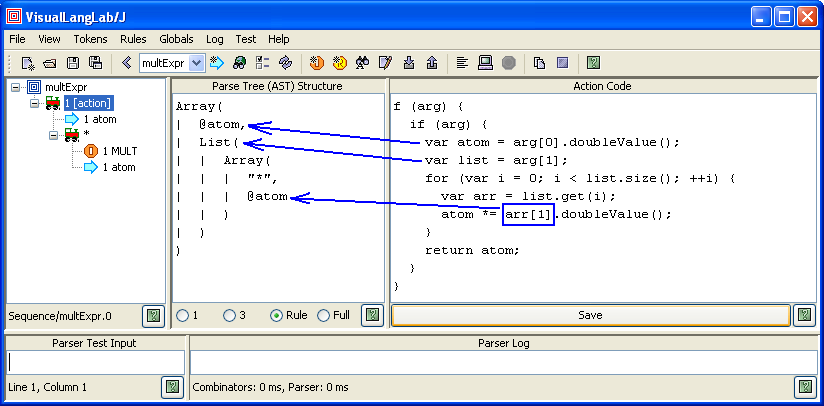 VisualLangLab/J
File View Tokens Rules Globals Log Test Help
multExpr
multExpr
1 [action]
1 atom
*
1 MULT
1 atom
Sequence/multExpr.0
Parse Tree (AST) Structure
Array(
| @atom,
| List(
| | Array(
| | | "*",
| | | @atom
| | )
| )
)
1 3 Rule Full
Action Code
f (arg) {
if (arg) {
var atom = arg[0].doubleValue();
var list = arg[1];
for (var i = 0; i < list.size(); ++i) {
var arr = list.get(i);
atom *= arr[1].doubleValue();
}
return atom;
}
}
Save
Parser Test Input
Line 1, Column 1
Parser Log
Combinators: 0 ms, Parser: 0 ms